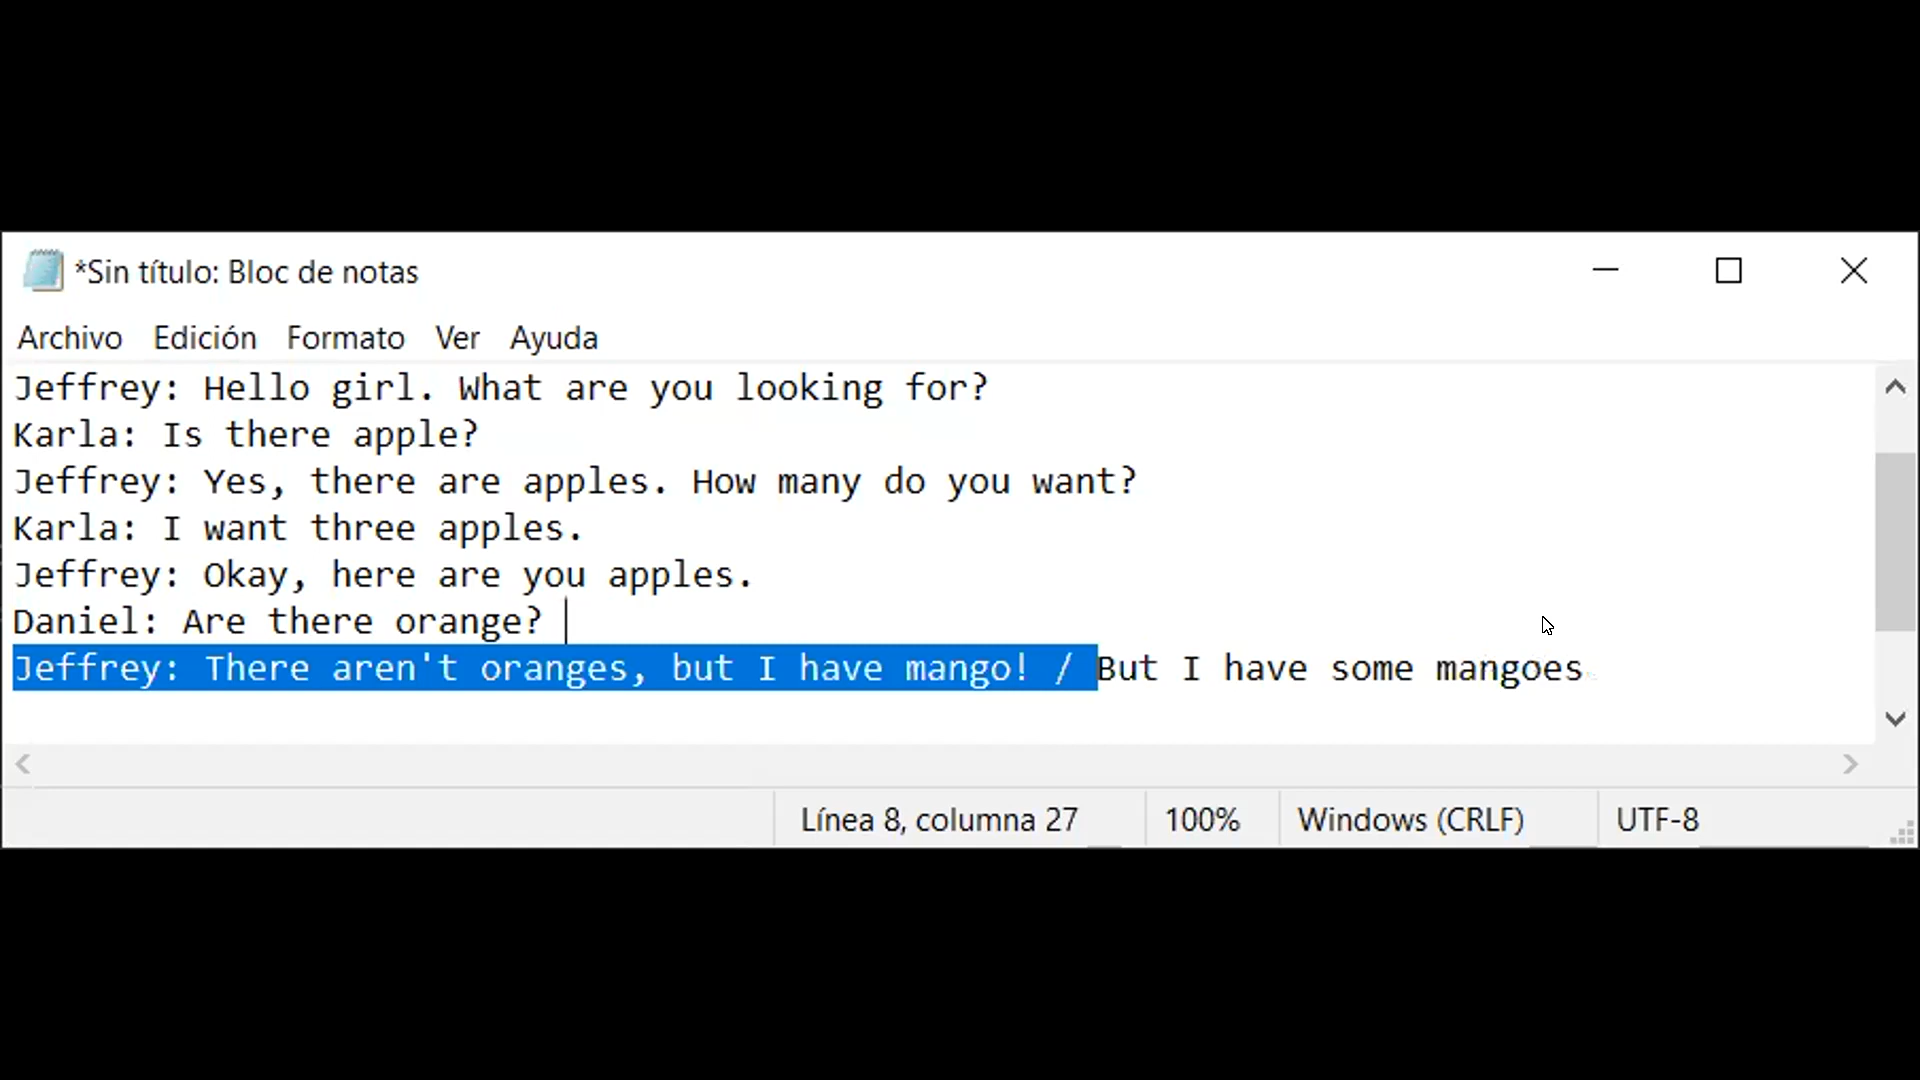 *Sin título: Bloc de notas
Archivo Edición Formato Ver Ayuda
Jeffrey: Hello girl. What are you looking for?
Karla: Is there apple?
Jeffrey: Yes, there are apples. How many do you want?
Karla: I want three apples.
Jeffrey: Okay, here are you apples.
Daniel: Are there orange?
Jeffrey: There aren't oranges, but I have mango! / But I have some mangoes
Línea 8, columna 27 100% Windows (CRLF) UTF-8